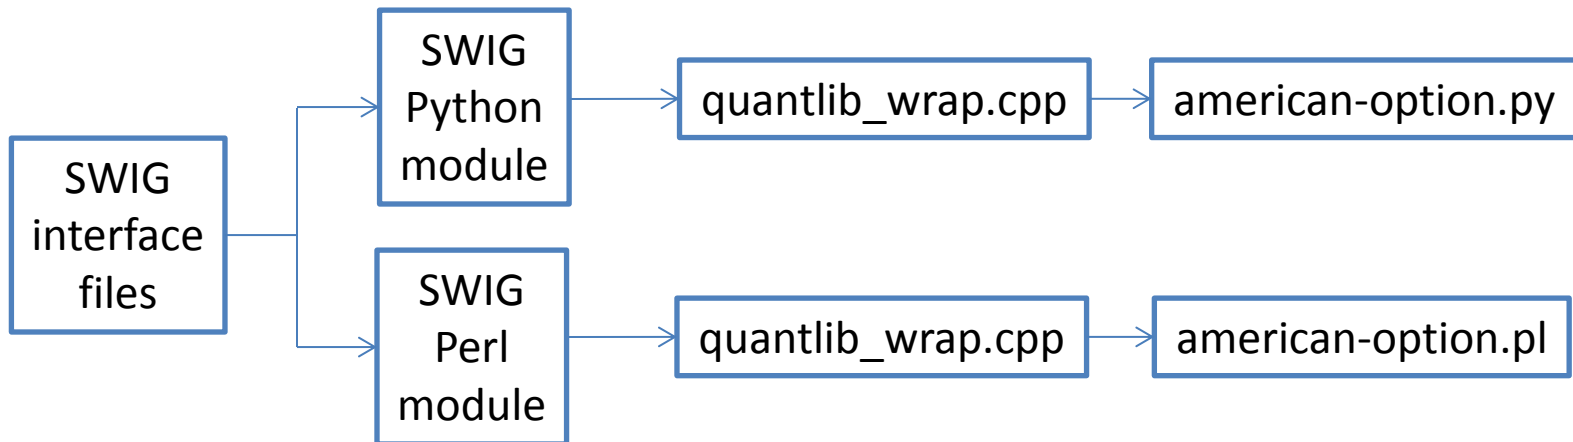 SWIG
interface
files
SWIG
Python
module
quantlib_wrap.cpp
american-option.py
SWIG
Perl
module
quantlib_wrap.cpp
american-option.pl